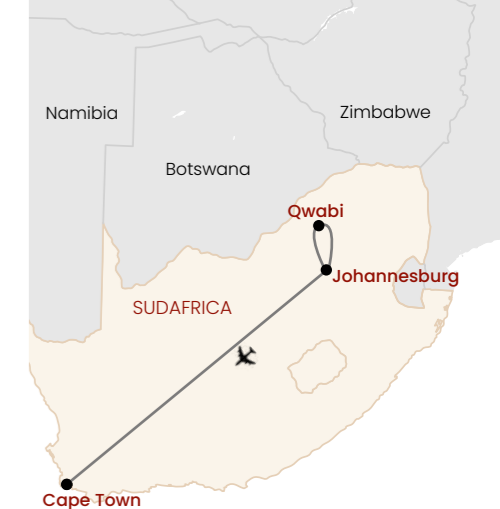 Namibia
Zimbabwe
Botswana
Qwabi
Johannesburg
SUDAFRICA
Cape Town